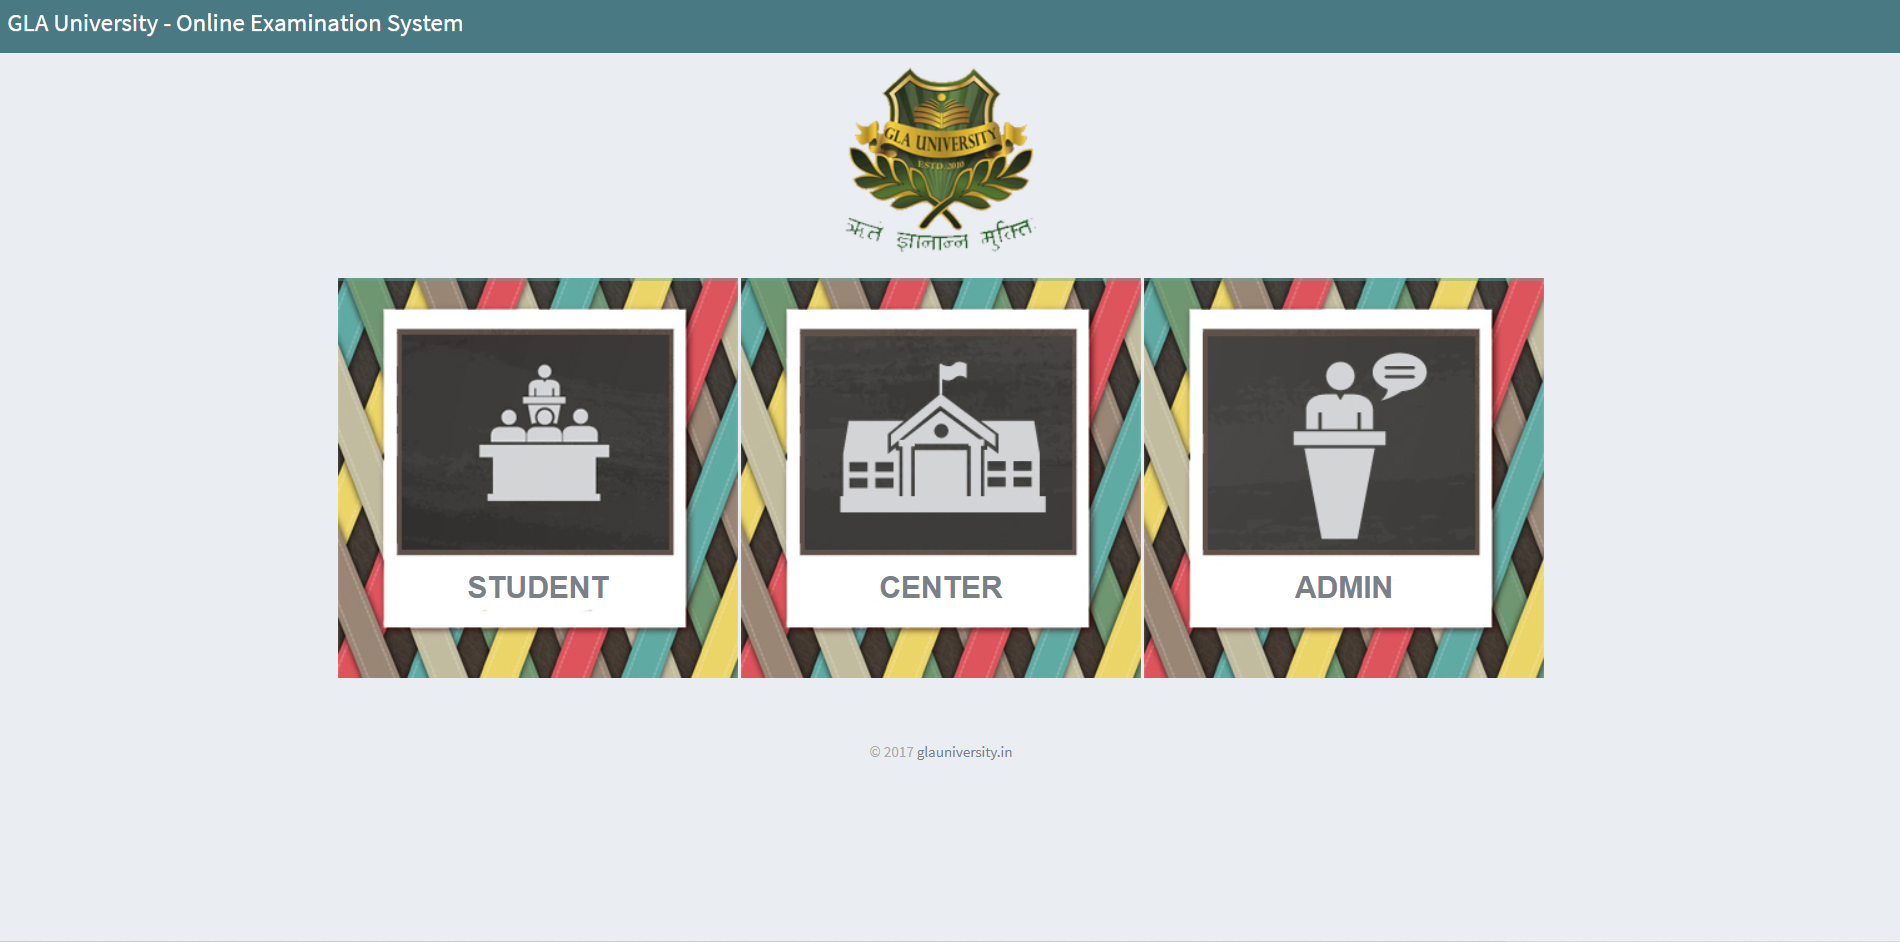 GLA University - Online Examination System
GLA UNIVERSITY
ESTD 2010
ऋतं ज्ञानान्न मुक्तिः
STUDENT
CENTER
ADMIN
© 2017 glauniversity.in